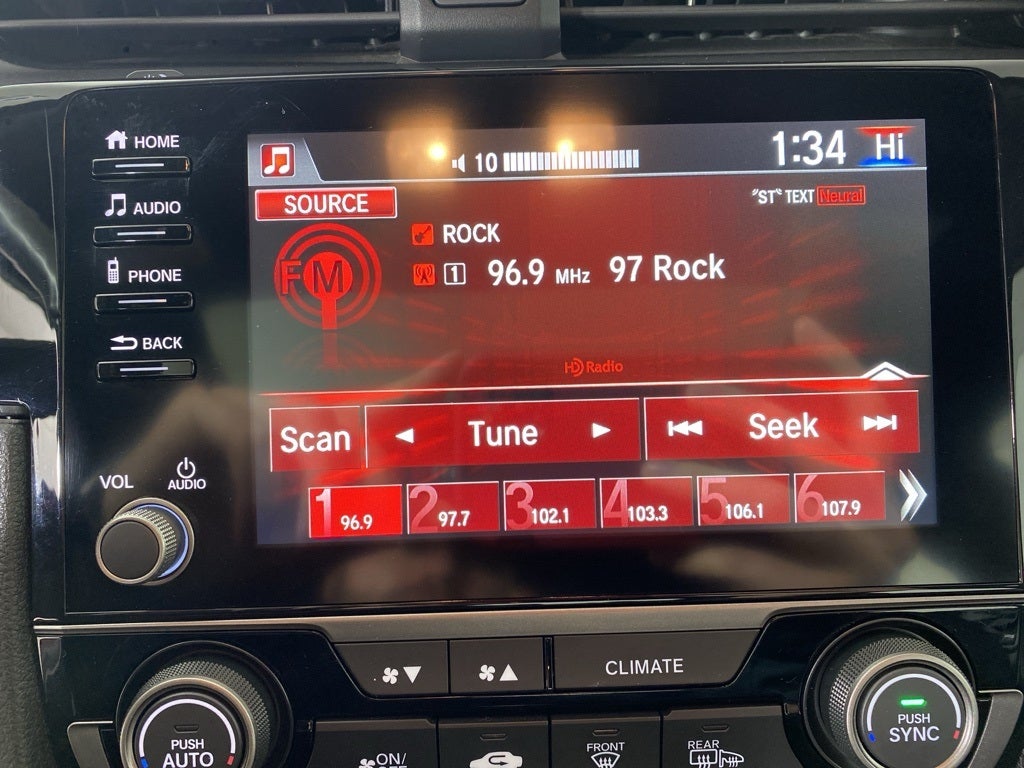 HOME
AUDIO
PHONE
BACK
VOL
AUDIO
10
1:34
Hi
SOURCE
"ST" TEXT Neural
FM
ROCK
1 96.9 MHz 97 Rock
HD Radio
Scan
Tune
Seek
1 96.9
2 97.7
3 102.1
4 103.3
5 106.1
6 107.9
CLIMATE
PUSH
AUTO
ON/
OFF
FRONT
REAR
PUSH
SYNC